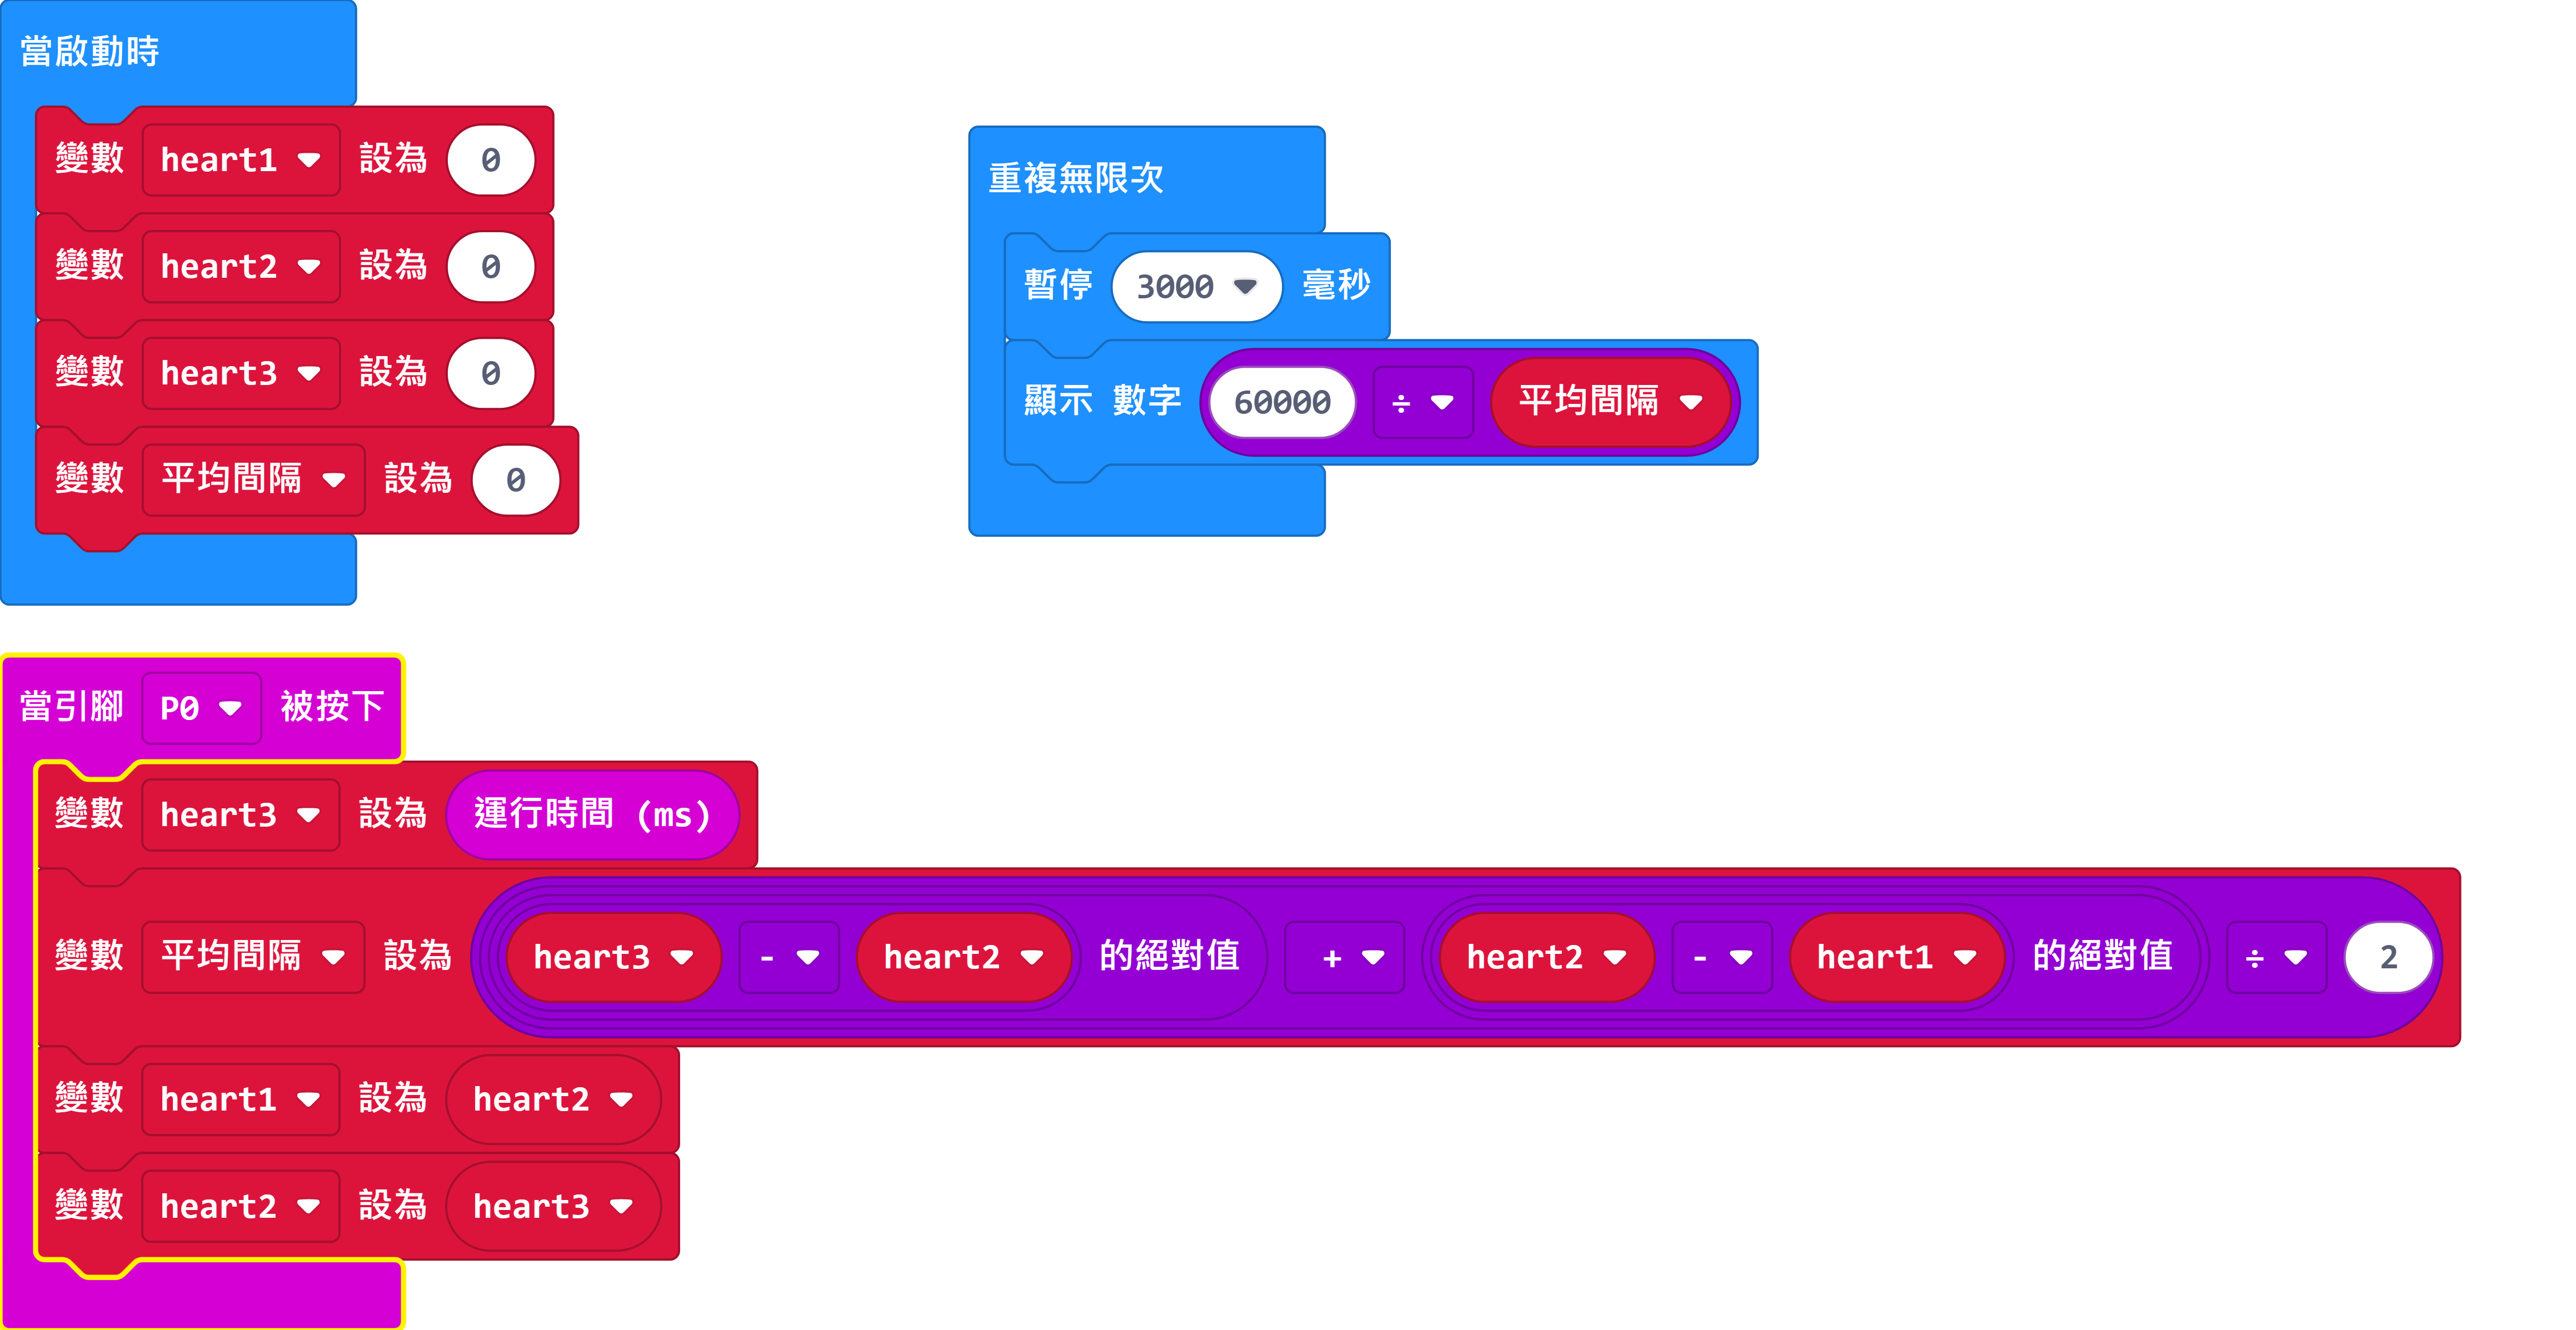 當啟動時
變數 heart1 設為 0
變數 heart2 設為 0
變數 heart3 設為 0
變數 平均間隔 設為 0
重複無限次
暫停 3000 毫秒
顯示 數字 60000 ÷ 平均間隔
當引腳 P0 被按下
變數 heart3 設為 運行時間 (ms)
變數 平均間隔 設為 heart3 - heart2 的絕對值 + heart2 - heart1 的絕對值 ÷ 2
變數 heart1 設為 heart2
變數 heart2 設為 heart3